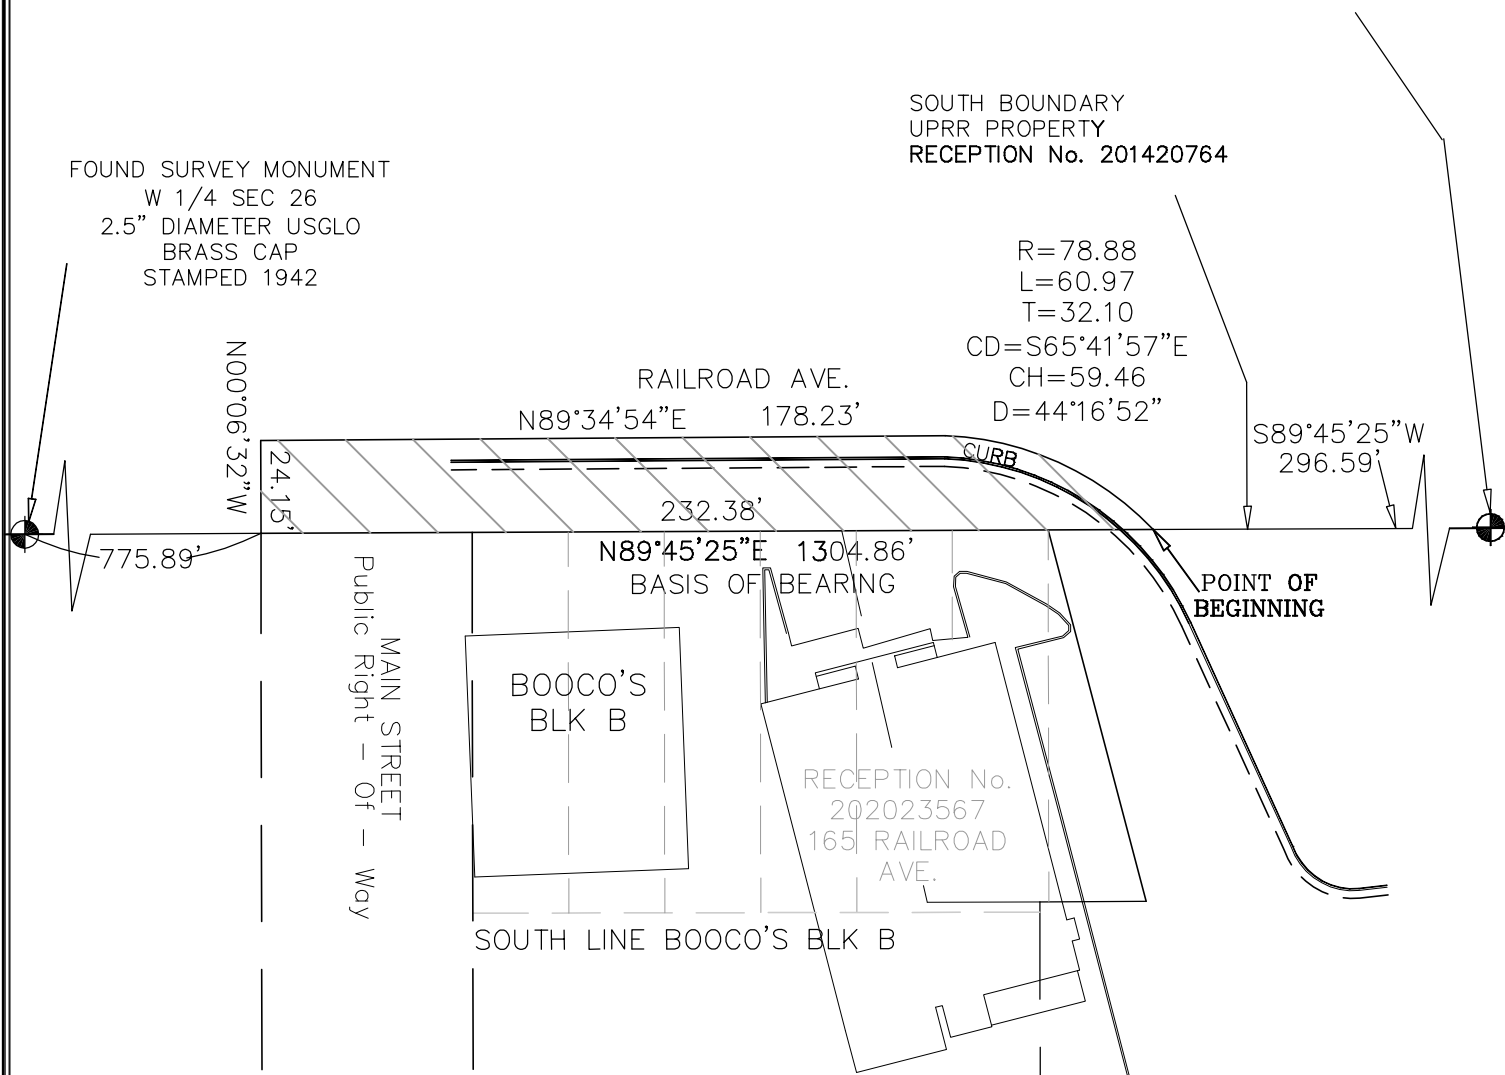 SOUTH BOUNDARY
UPRR PROPERTY
RECEPTION No. 201420764
FOUND SURVEY MONUMENT
W 1/4 SEC 26
2.5" DIAMETER USGLO
BRASS CAP
STAMPED 1942
R=78.88
L=60.97
T=32.10
CD=S65°41'57"E
CH=59.46
D=44°16'52"
N00°06'32"W
24.15'
RAILROAD AVE.
N89°34'54"E 178.23'
CURB
S89°45'25"W
296.59'
232.38'
775.89'
N89°45'25"E 1304.86'
BASIS OF BEARING
POINT OF
BEGINNING
MAIN STREET
Public Right - Of - Way
BOOCO'S
BLK B
RECEPTION No.
202023567
165 RAILROAD
AVE.
SOUTH LINE BOOCO'S BLK B